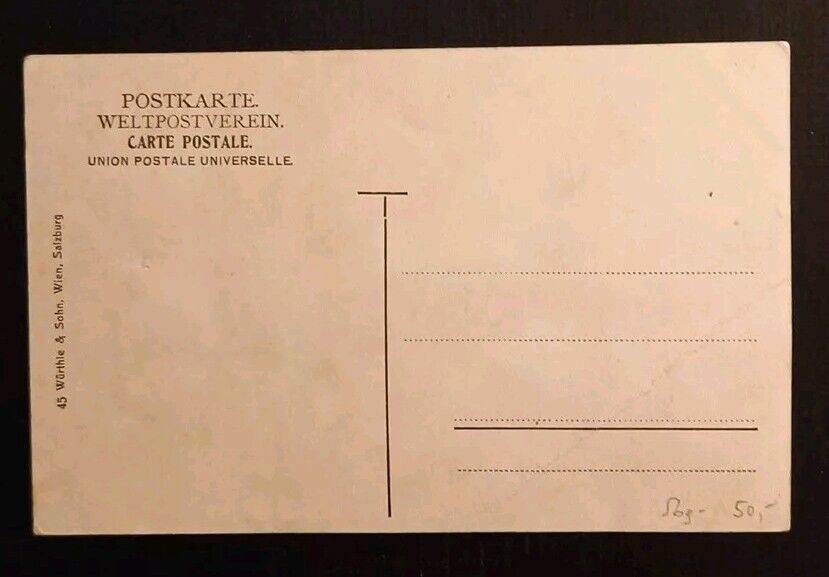 POSTKARTE.
WELTPOSTVEREIN.
CARTE POSTALE.
UNION POSTALE UNIVERSELLE.
45 Würthle & Sohn, Wien, Salzburg
Sbg- 50,-